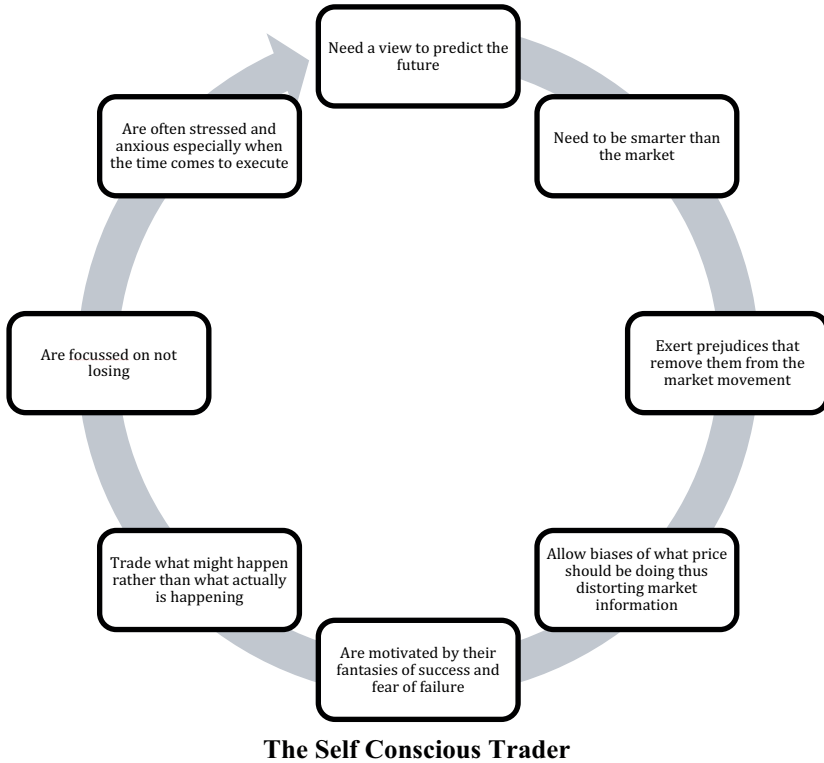 Need a view to predict the
future
Need to be smarter than
the market
Exert prejudices that
remove them from the
market movement
Allow biases of what price
should be doing thus
distorting market
information
Are motivated by their
fantasies of success and
fear of failure
Trade what might happen
rather than what actually
is happening
Are focussed on not
losing
Are often stressed and
anxious especially when
the time comes to execute
The Self Conscious Trader